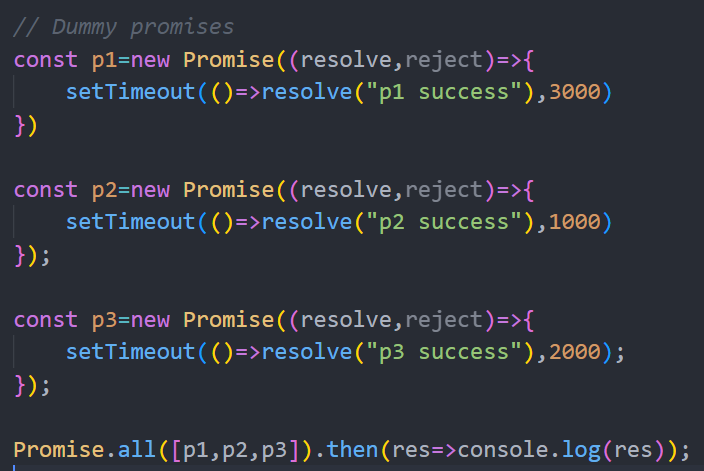 // Dummy promises
const p1=new Promise((resolve,reject)=>{
    setTimeout(()=>resolve("p1 success"),3000)
})

const p2=new Promise((resolve,reject)=>{
    setTimeout(()=>resolve("p2 success"),1000)
});

const p3=new Promise((resolve,reject)=>{
    setTimeout(()=>resolve("p3 success"),2000);
});

Promise.all([p1,p2,p3]).then(res=>console.log(res));